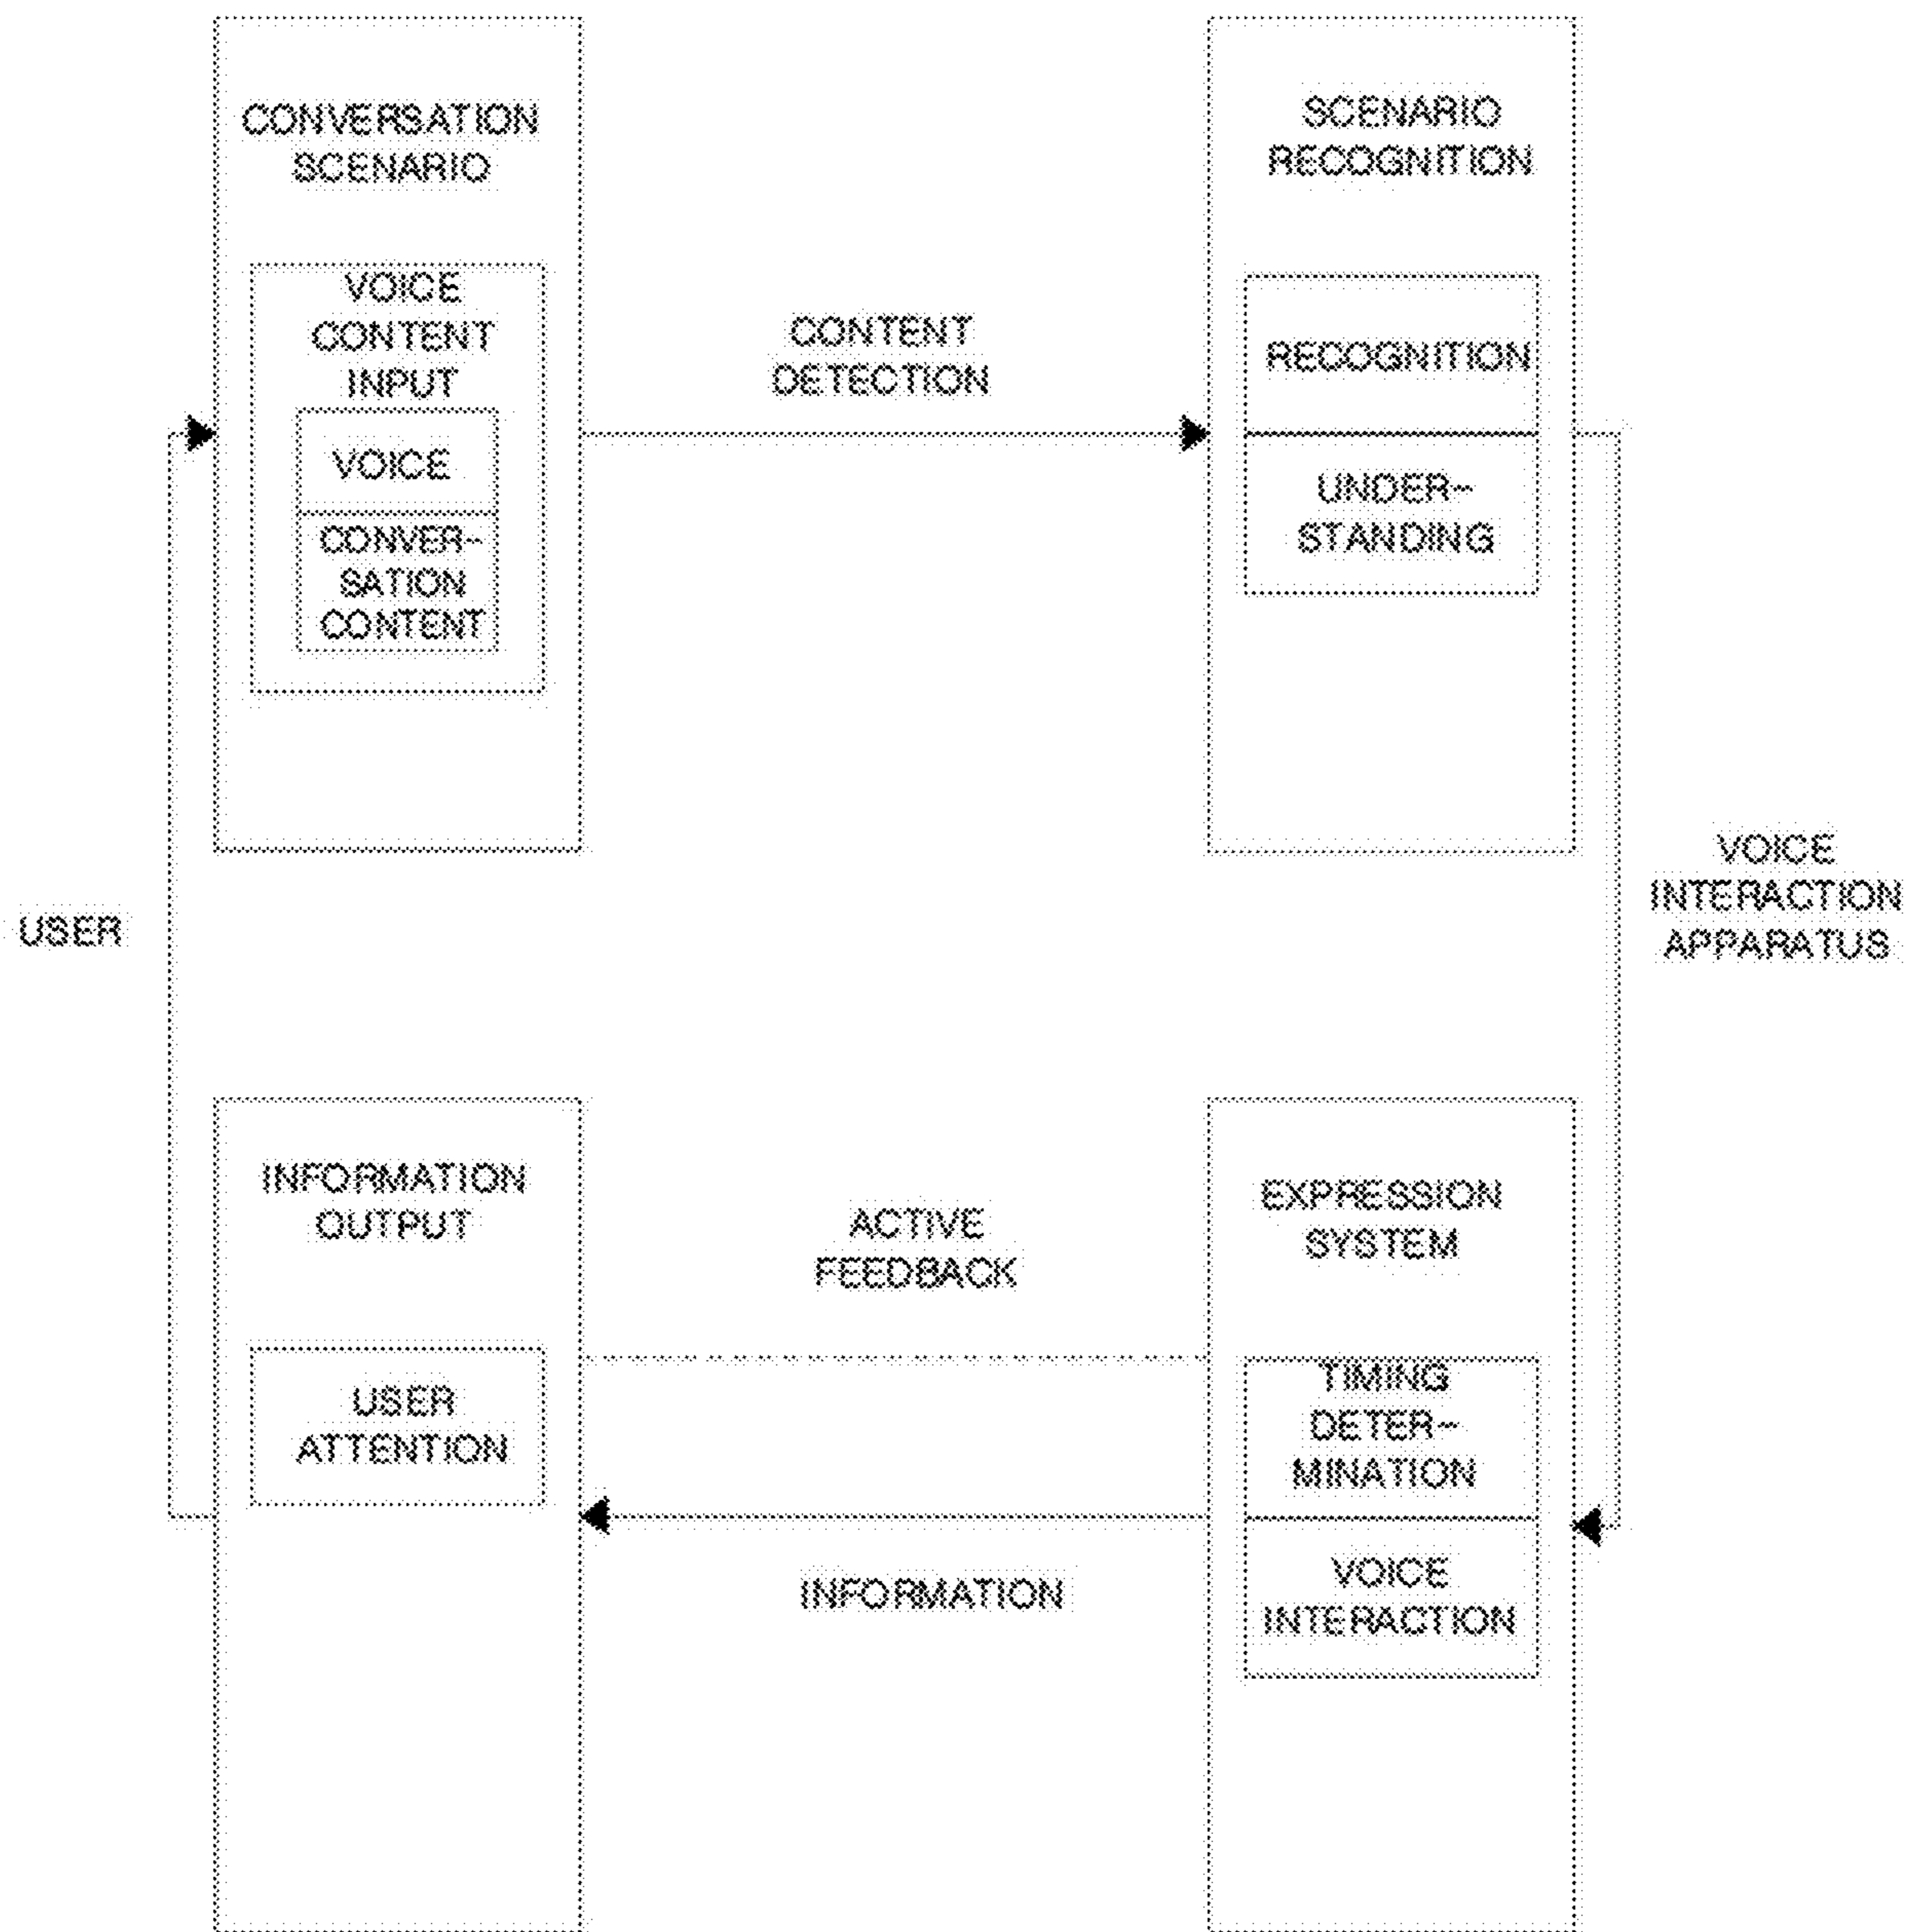 CONVERSATION
SCENARIO
VOICE
CONTENT
INPUT
VOICE
CONVER-
SATION
CONTENT
CONTENT
DETECTION
SCENARIO
RECOGNITION
RECOGNITION
UNDER-
STANDING
USER
VOICE
INTERACTION
APPARATUS
INFORMATION
OUTPUT
USER
ATTENTION
ACTIVE
FEEDBACK
INFORMATION
EXPRESSION
SYSTEM
TIMING
DETER-
MINATION
VOICE
INTERACTION